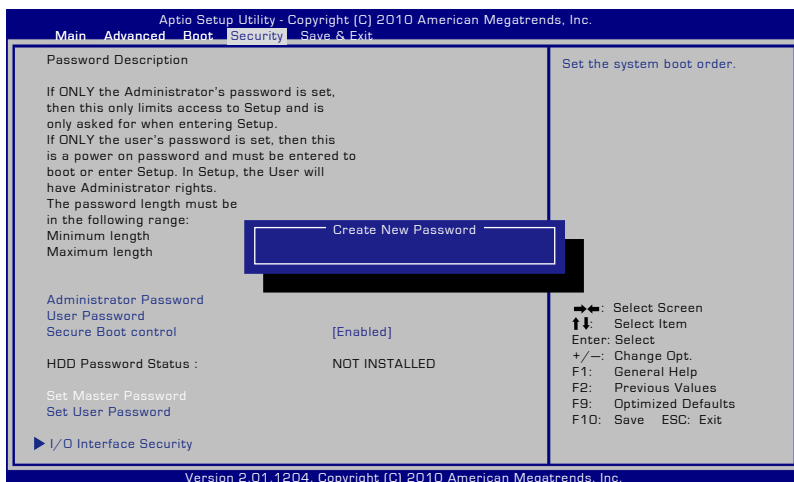 Aptio Setup Utility - Copyright (C) 2010 American Megatrends, Inc.
Main Advanced Boot Security Save & Exit
Password Description
If ONLY the Administrator's password is set,
then this only limits access to Setup and is
only asked for when entering Setup.
If ONLY the user's password is set, then this
is a power on password and must be entered to
boot or enter Setup. In Setup, the User will
have Administrator rights.
The password length must be
in the following range:
Minimum length
Maximum length
Create New Password
Administrator Password
User Password
Secure Boot control [Enabled]
HDD Password Status : NOT INSTALLED
Set Master Password
Set User Password
I/O Interface Security
Set the system boot order.
→←: Select Screen
↑↓: Select Item
Enter: Select
+/—: Change Opt.
F1: General Help
F2: Previous Values
F9: Optimized Defaults
F10: Save ESC: Exit
Version 2.01.1204. Copyright (C) 2010 American Megatrends, Inc.